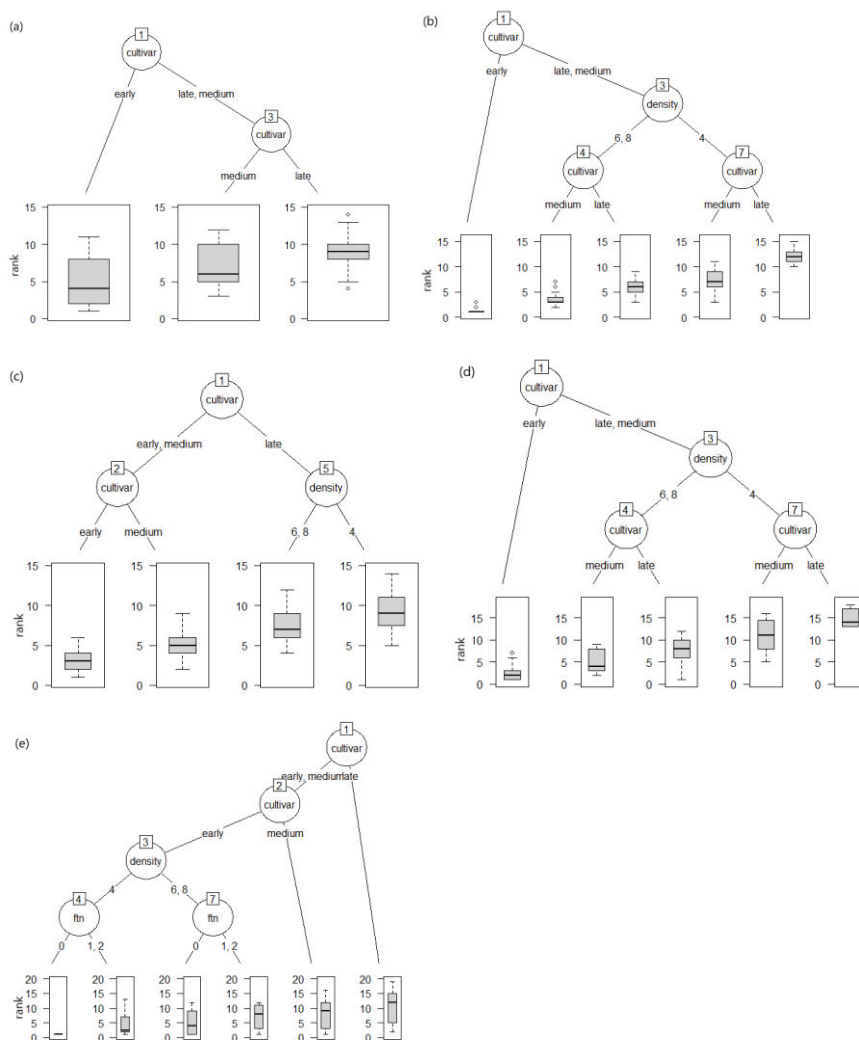 (a)
1
cultivar
early
late, medium
3
cultivar
medium
late
15
10
5
0
rank
15
10
5
0
15
10
5
0
(b)
1
cultivar
early
late, medium
3
density
6, 8
4
4
cultivar
7
cultivar
medium
late
medium
late
15
10
5
0
rank
15
10
5
0
15
10
5
0
15
10
5
0
15
10
5
0
(c)
1
cultivar
early, medium
late
2
cultivar
5
density
early
medium
6, 8
4
15
10
5
0
rank
15
10
5
0
15
10
5
0
15
10
5
0
(d)
1
cultivar
early
late, medium
3
density
6, 8
4
4
cultivar
7
cultivar
medium
late
medium
late
15
10
5
0
rank
15
10
5
0
15
10
5
0
15
10
5
0
15
10
5
0
(e)
1
cultivar
early, medium
late
2
cultivar
early
medium
3
density
4
6, 8
4
ftn
7
ftn
0
1, 2
0
1, 2
20
15
10
5
0
rank
20
15
10
5
0
20
15
10
5
0
20
15
10
5
0
20
15
10
5
0
20
15
10
5
0